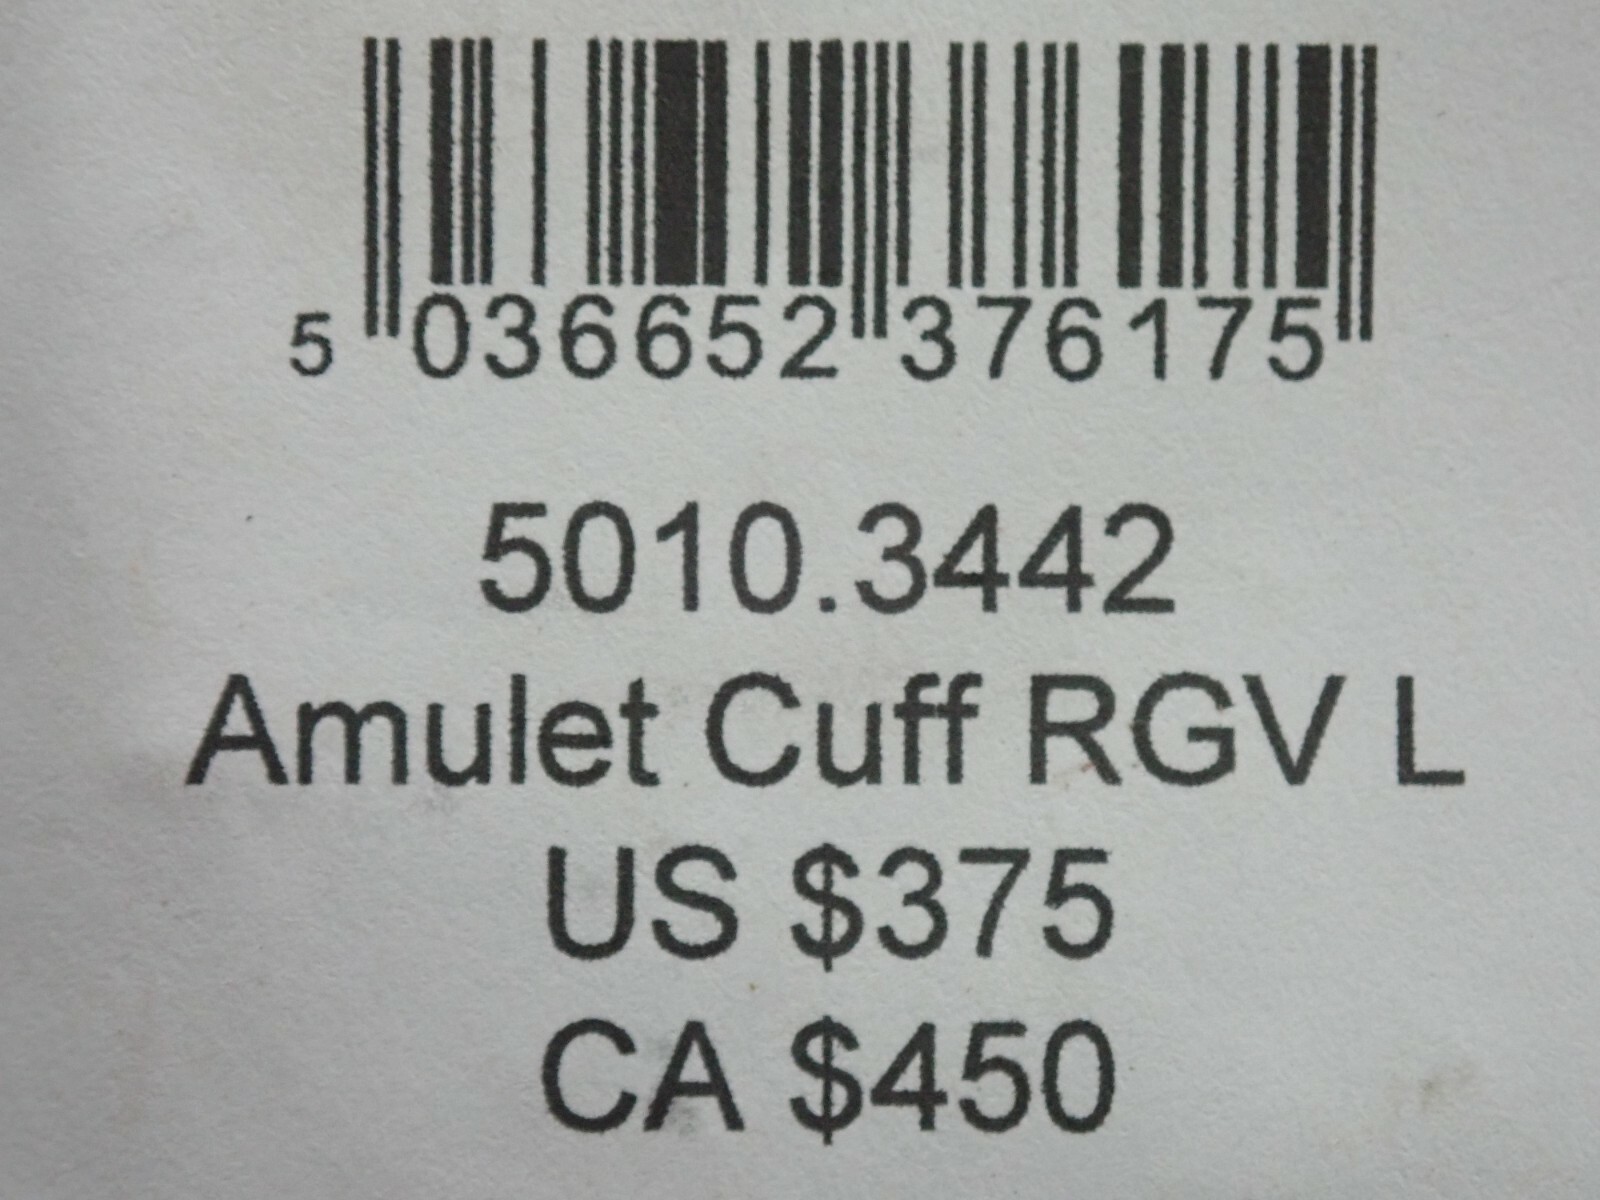 5 036652 376175
5010.3442
Amulet Cuff RGV L
US $375
CA $450